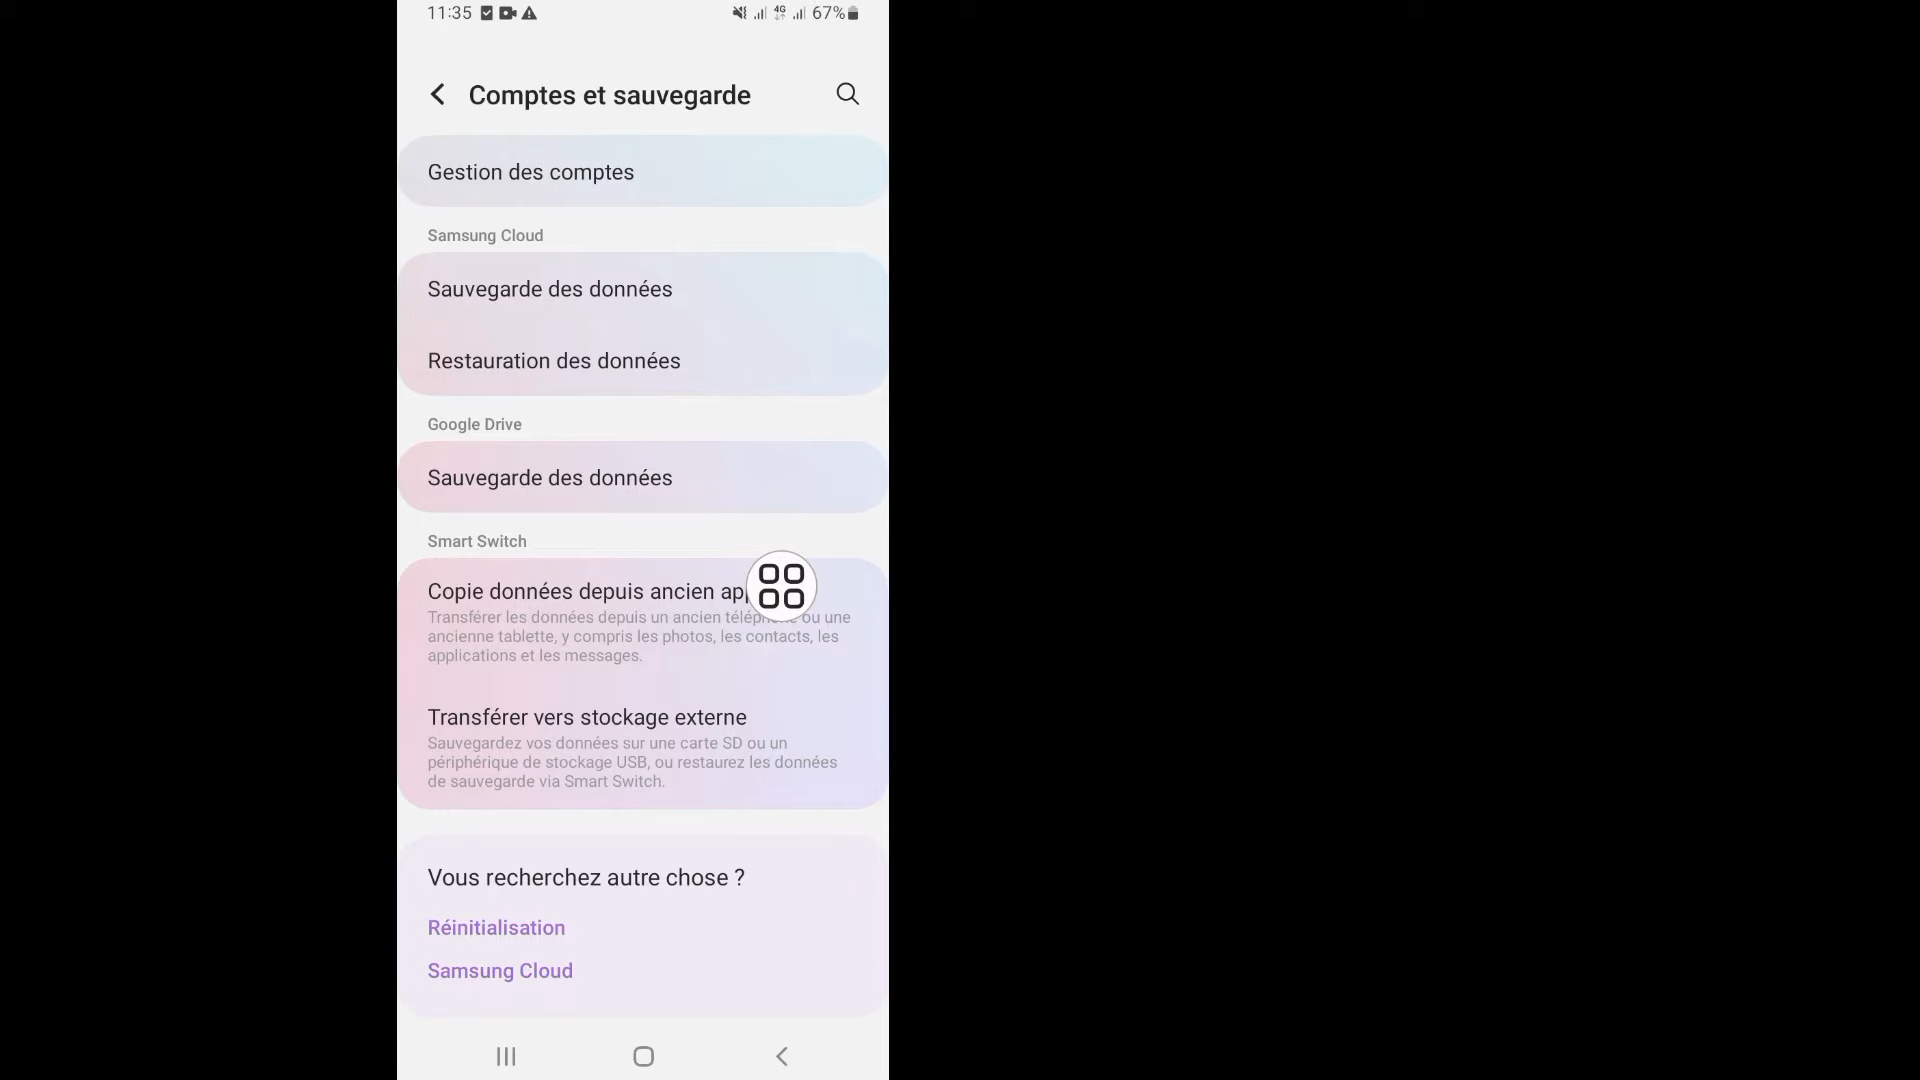 11:35 4G 67%
Comptes et sauvegarde
Gestion des comptes
Samsung Cloud
Sauvegarde des données
Restauration des données
Google Drive
Sauvegarde des données
Smart Switch
Copie données depuis ancien
Transférer les données depuis un ancien ou une
ancienne tablette, y compris les photos, les contacts, les
applications et les messages.
Transférer vers stockage externe
Sauvegardez vos données sur une carte SD ou un
périphérique de stockage USB, ou restaurez les données
de sauvegarde via Smart Switch.
Vous recherchez autre chose ?
Réinitialisation
Samsung Cloud